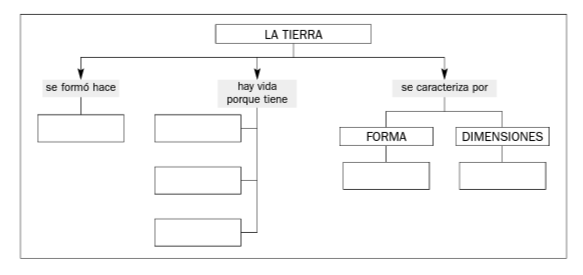 LA TIERRA
se formó hace
hay vida
porque tiene
se caracteriza por
FORMA
DIMENSIONES